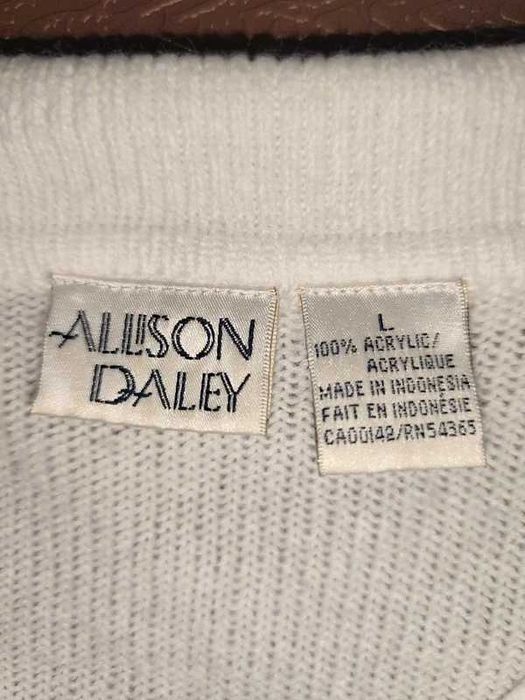 ALLISON
DALEY
L
100% ACRYLIC/
ACRYLIQUE
MADE IN INDONESIA
FAIT EN INDONÉSIE
CA00142/RN54365